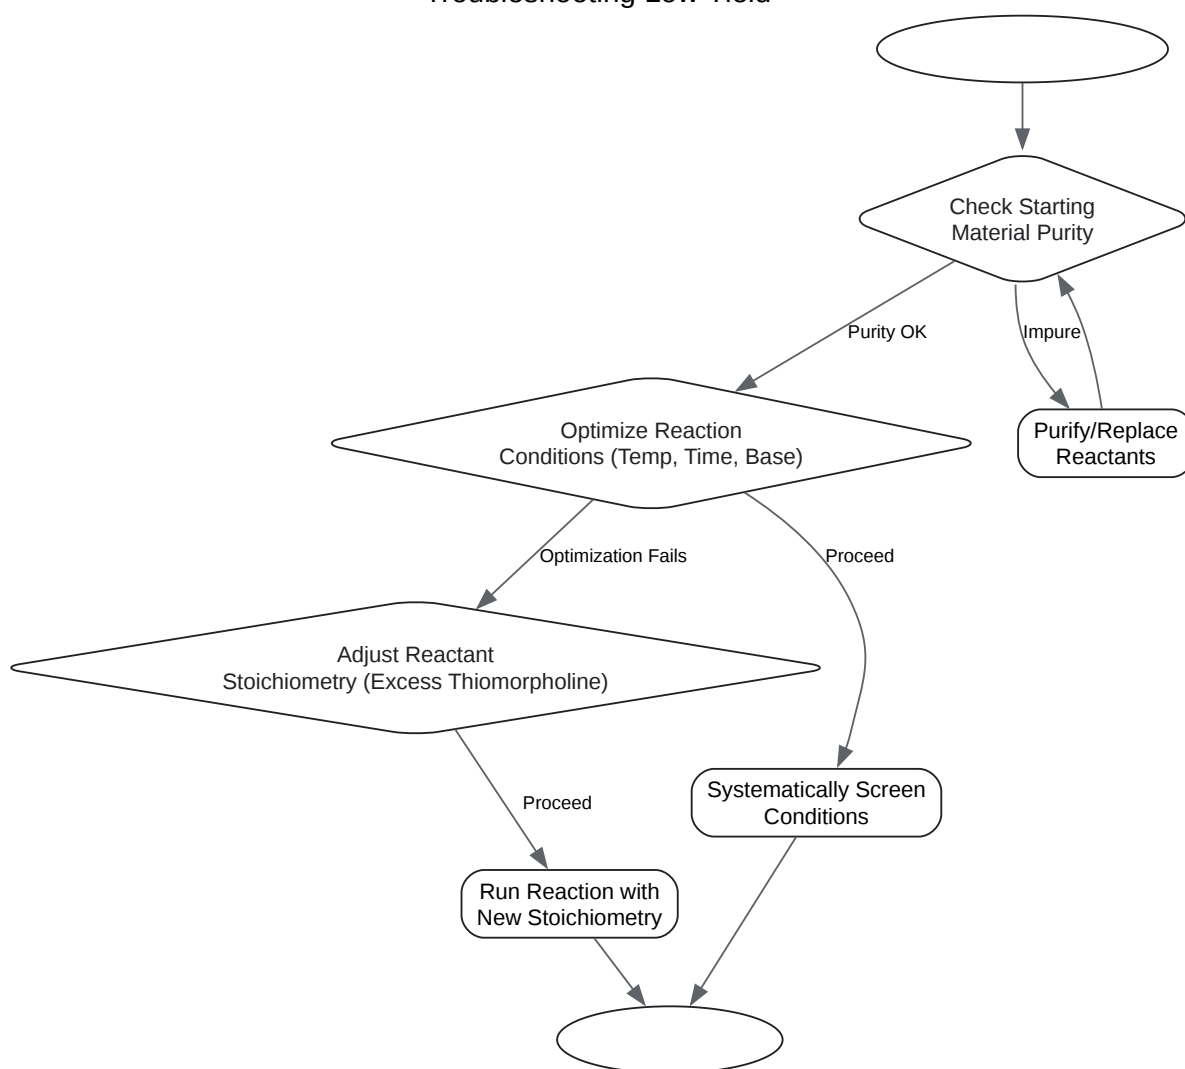 Troubleshooting Low Yield
Check Starting
Material Purity
Purity OK
Impure
Purify/Replace
Reactants
Optimize Reaction
Conditions (Temp, Time, Base)
Optimization Fails
Proceed
Adjust Reactant
Stoichiometry (Excess Thiomorpholine)
Proceed
Systematically Screen
Conditions
Run Reaction with
New Stoichiometry